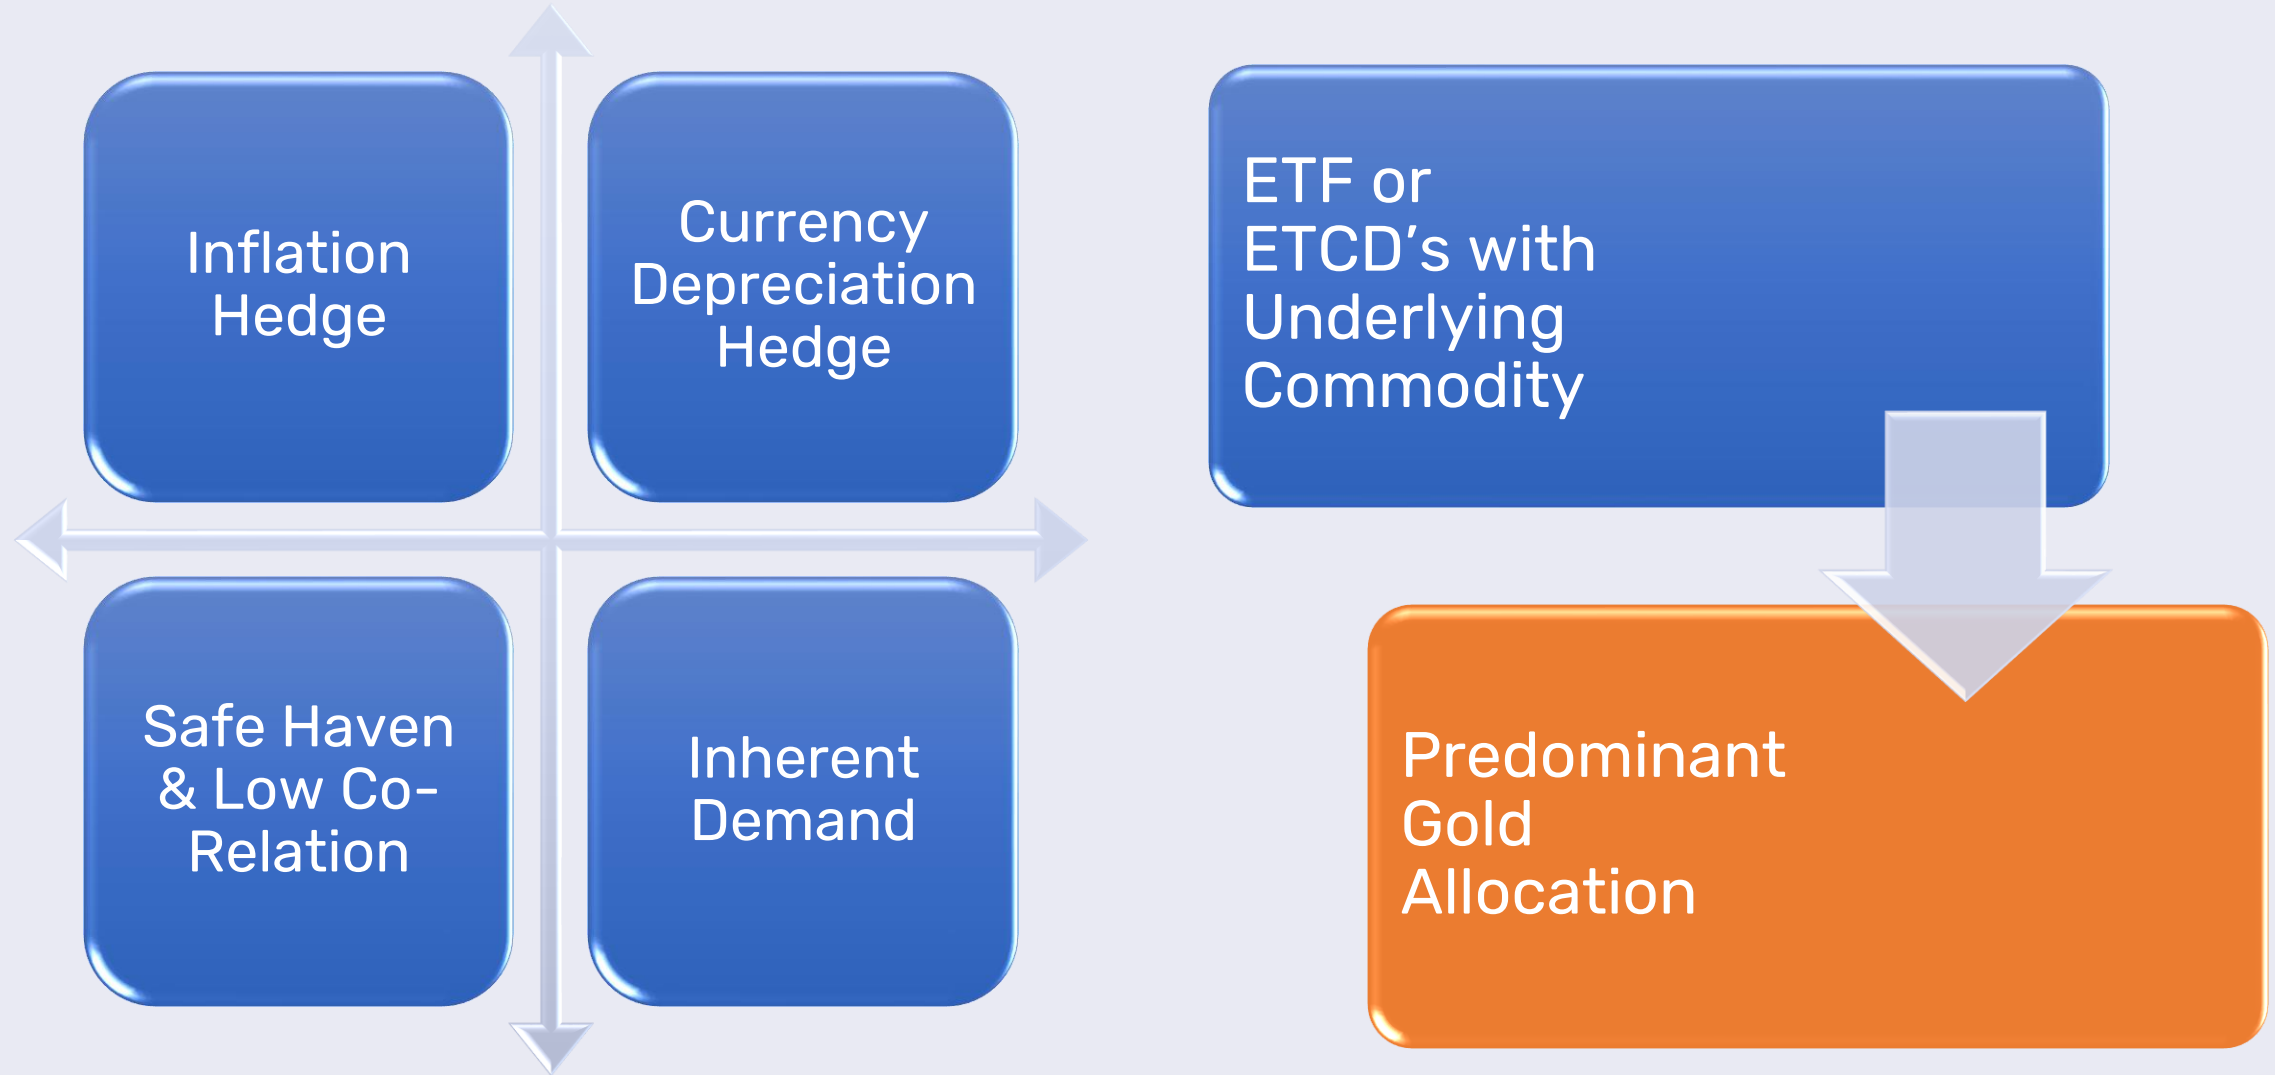 Inflation
Hedge
Currency
Depreciation
Hedge
Safe Haven
& Low Co-
Relation
Inherent
Demand
ETF or
ETCD’s with
Underlying
Commodity
Predominant
Gold
Allocation